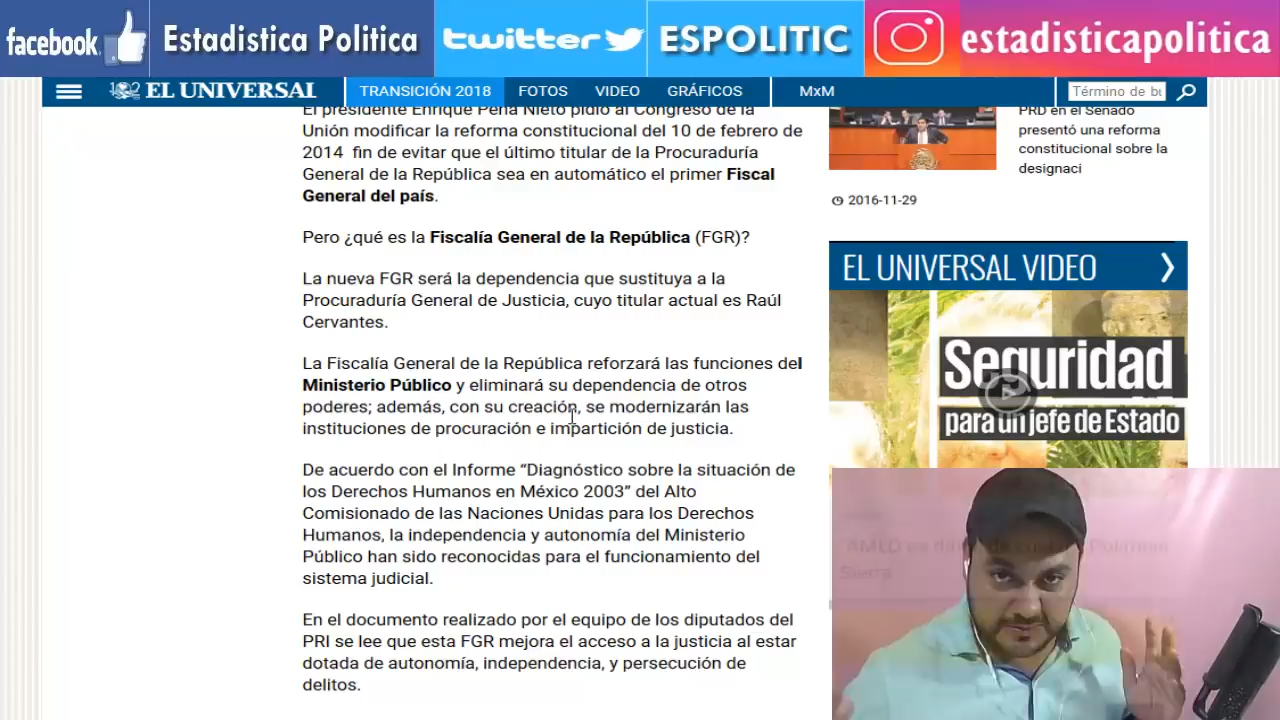 facebook
Estadistica Politica
twitter
ESPOLITIC
estadisticapolitica
EL UNIVERSAL
TRANSICIÓN 2018
FOTOS
VIDEO
GRÁFICOS
MxM
Término de bu
El presidente Enrique Peña Nieto pidió al Congreso de la
Unión modificar la reforma constitucional del 10 de febrero de
2014 fin de evitar que el último titular de la Procuraduría
General de la República sea en automático el primer Fiscal
General del país.
Pero ¿qué es la Fiscalía General de la República (FGR)?
La nueva FGR será la dependencia que sustituya a la
Procuraduría General de Justicia, cuyo titular actual es Raúl
Cervantes.
La Fiscalía General de la República reforzará las funciones del
Ministerio Público y eliminará su dependencia de otros
poderes; además, con su creación, se modernizarán las
instituciones de procuración e impartición de justicia.
De acuerdo con el Informe “Diagnóstico sobre la situación de
los Derechos Humanos en México 2003” del Alto
Comisionado de las Naciones Unidas para los Derechos
Humanos, la independencia y autonomía del Ministerio
Público han sido reconocidas para el funcionamiento del
sistema judicial.
En el documento realizado por el equipo de los diputados del
PRI se lee que esta FGR mejora el acceso a la justicia al estar
dotada de autonomía, independencia, y persecución de
delitos.
PRD en el Senado
presentó una reforma
constitucional sobre la
designaci
2016-11-29
EL UNIVERSAL VIDEO
Seguridad
para un jefe de Estado
AMLO
Sierra